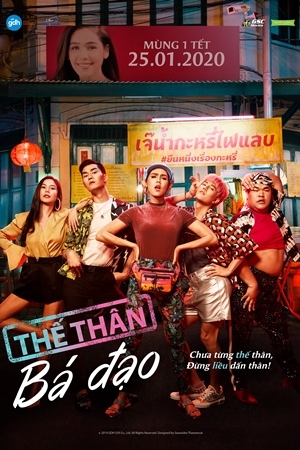 gdh
GSC
MÙNG 1 TẾT
25.01.2020
เจ๊น้ำกะหรี่ไฟแลบ
#ยืนหนึ่งเรื่องกะหรี่
THẾ THÂN
Bá đạo
Chưa từng thế thân,
Đừng liều dấn thân!